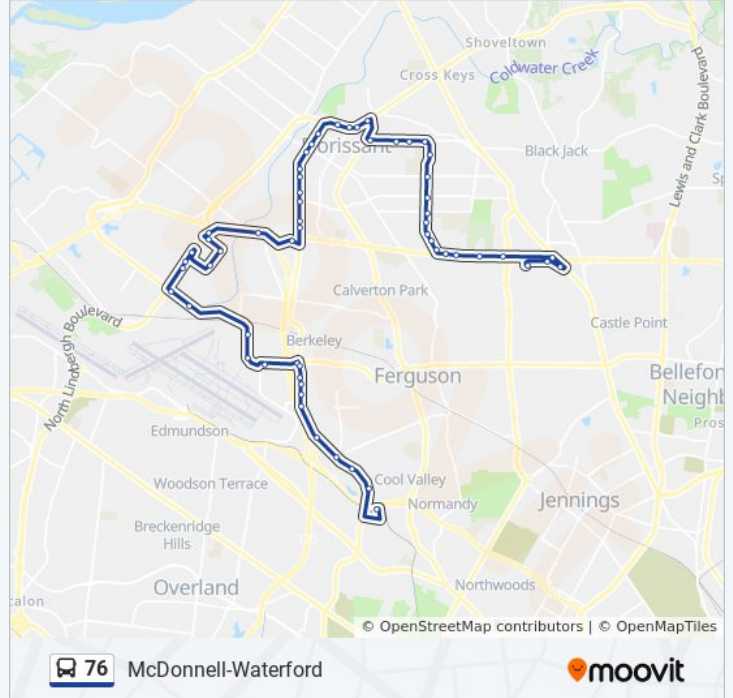 Shoveltown
Cross Keys
Coldwater Creek
Lewis and Clark Boulevard
Florissant
Black Jack
Calverton Park
Castle Point
North Lindbergh Boulevard
Berkeley
Ferguson
Bellefon
Neighb
Pros
Edmundson
Woodson Terrace
Cool Valley
Normandy
Jennings
Breckenridge
Hills
Overland
Northwoods
calon
© OpenStreetMap contributors | © OpenMapTiles
76 McDonnell-Waterford
moovit